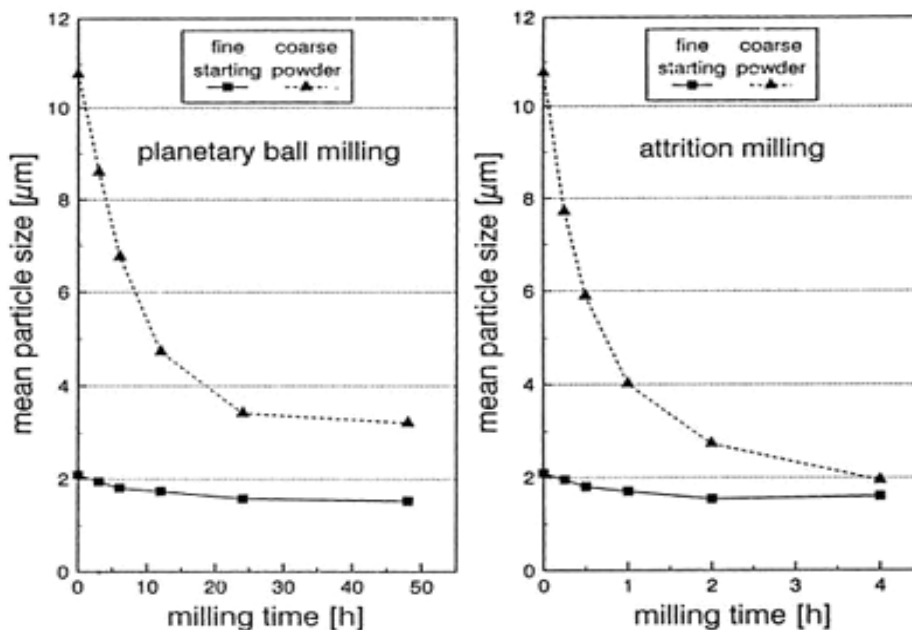 12
10
8
6
4
2
0
mean particle size [µm]
fine coarse
starting powder
planetary ball milling
0 10 20 30 40 50
milling time [h]
12
10
8
6
4
2
0
mean particle size [µm]
fine coarse
starting powder
attrition milling
0 1 2 3 4
milling time [h]